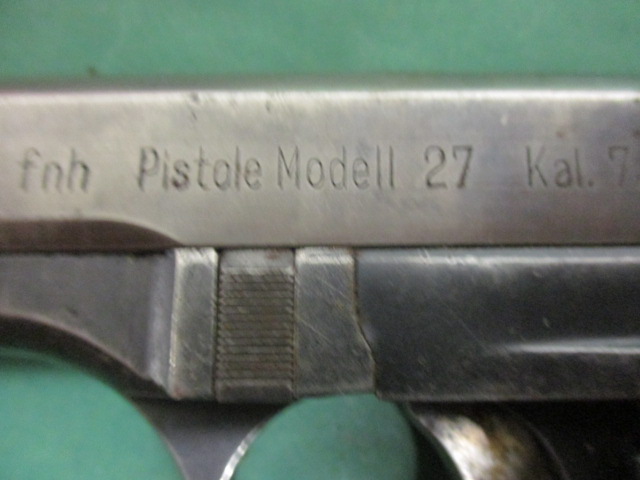 fnh Pistole Modell 27 Kal. 7